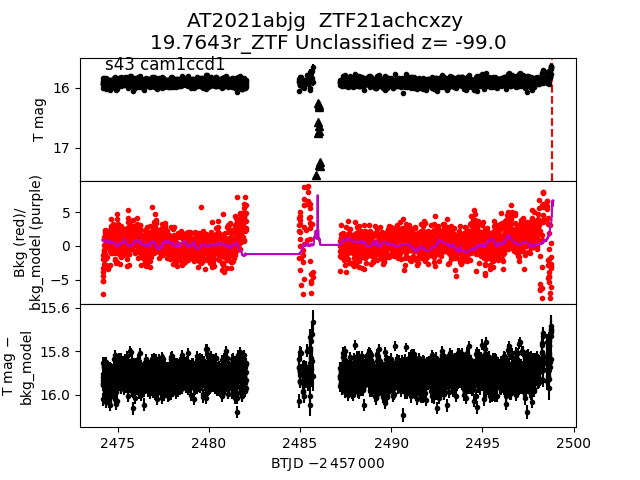 AT2021abjg  ZTF21achcxzy
19.7643r_ZTF Unclassified z= -99.0
s43 cam1ccd1
16
17
T mag
5
0
−5
Bkg (red)/
bkg_model (purple)
15.6
15.8
16.0
T mag −
bkg_model
2475
2480
2485
2490
2495
2500
BTJD −2 457 000